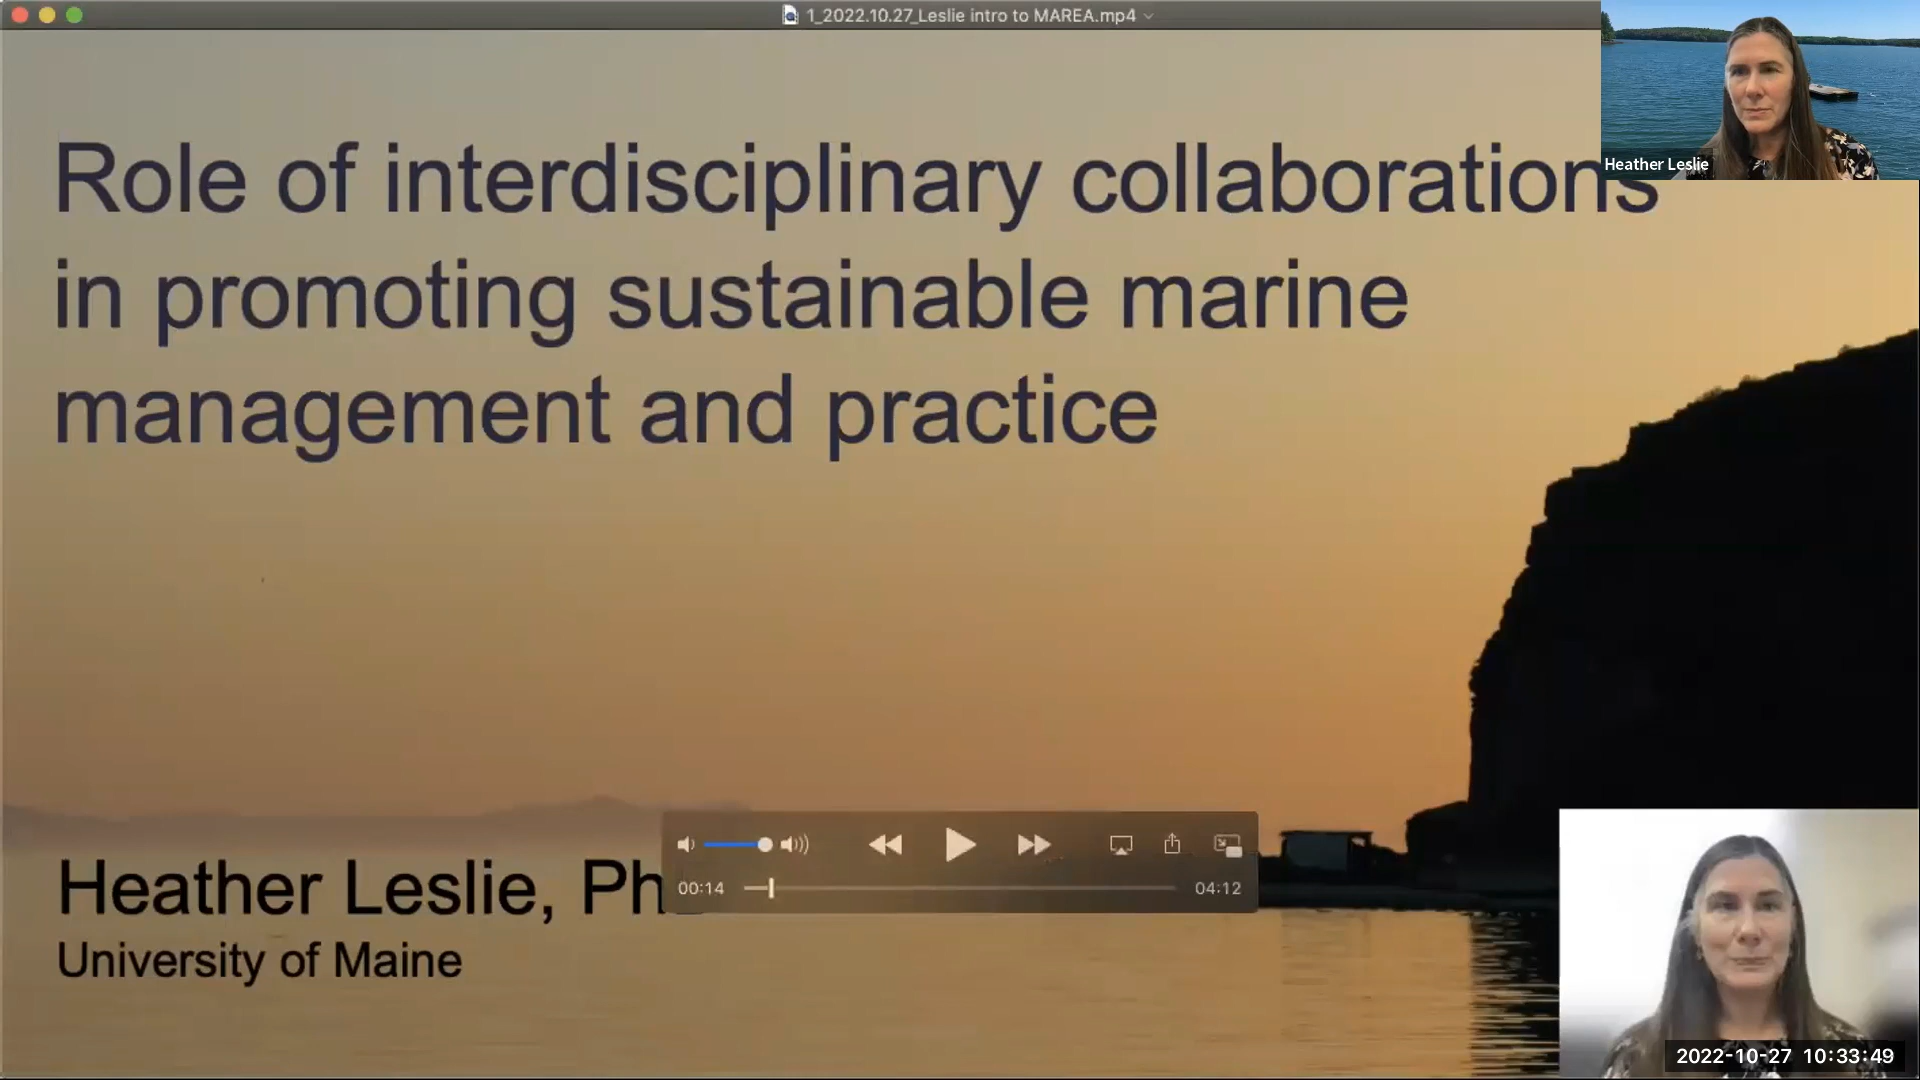 1_2022.10.27_Leslie intro to MAREA.mp4
Heather Leslie
Role of interdisciplinary collaborations
in promoting sustainable marine
management and practice
00:14
04:12
Heather Leslie, Ph
University of Maine
2022-10-27 10:33:49